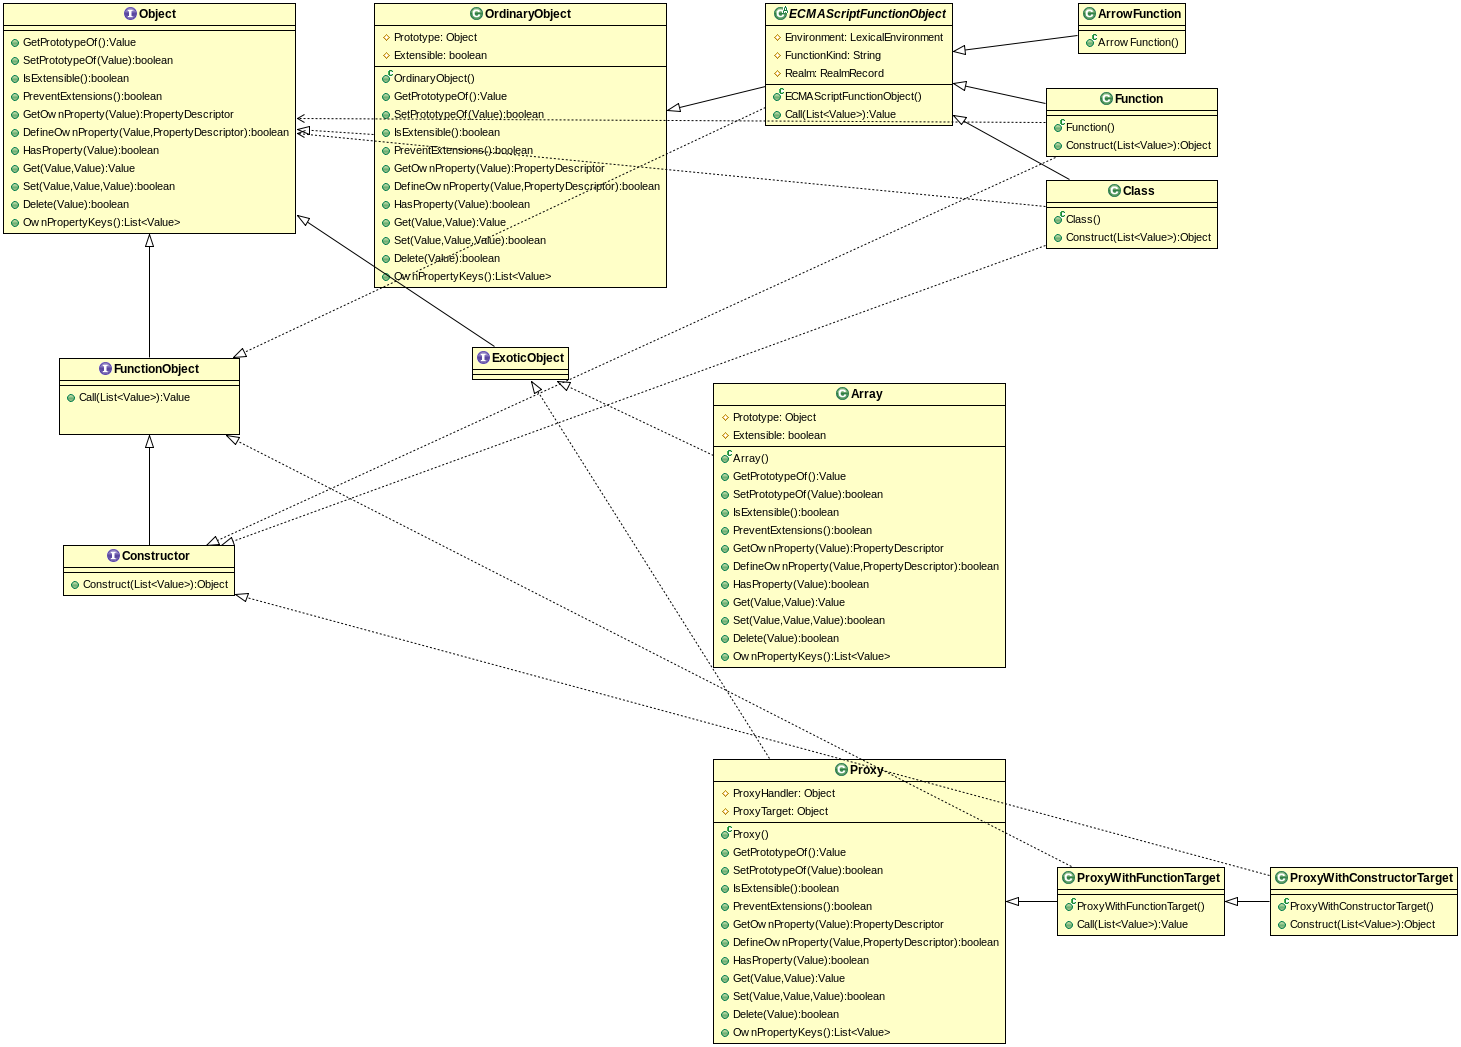 Object
GetPrototypeOf():Value
SetPrototypeOf(Value):boolean
IsExtensible():boolean
PreventExtensions():boolean
GetOwnProperty(Value):PropertyDescriptor
DefineOwnProperty(Value,PropertyDescriptor):boolean
HasProperty(Value):boolean
Get(Value,Value):Value
Set(Value,Value,Value):boolean
Delete(Value):boolean
OwnPropertyKeys():List<Value>
OrdinaryObject
Prototype: Object
Extensible: boolean
OrdinaryObject()
GetPrototypeOf():Value
SetPrototypeOf(Value):boolean
IsExtensible():boolean
PreventExtensions():boolean
GetOwnProperty(Value):PropertyDescriptor
DefineOwnProperty(Value,PropertyDescriptor):boolean
HasProperty(Value):boolean
Get(Value,Value):Value
Set(Value,Value,Value):boolean
Delete(Value):boolean
OwnPropertyKeys():List<Value>
ECMAScriptFunctionObject
Environment: LexicalEnvironment
FunctionKind: String
Realm: RealmRecord
ECMAScriptFunctionObject()
Call(List<Value>):Value
ArrowFunction
ArrowFunction()
Function
Function()
Construct(List<Value>):Object
Class
Class()
Construct(List<Value>):Object
FunctionObject
Call(List<Value>):Value
ExoticObject
Constructor
Construct(List<Value>):Object
Array
Prototype: Object
Extensible: boolean
Array()
GetPrototypeOf():Value
SetPrototypeOf(Value):boolean
IsExtensible():boolean
PreventExtensions():boolean
GetOwnProperty(Value):PropertyDescriptor
DefineOwnProperty(Value,PropertyDescriptor):boolean
HasProperty(Value):boolean
Get(Value,Value):Value
Set(Value,Value,Value):boolean
Delete(Value):boolean
OwnPropertyKeys():List<Value>
Proxy
ProxyHandler: Object
ProxyTarget: Object
Proxy()
GetPrototypeOf():Value
SetPrototypeOf(Value):boolean
IsExtensible():boolean
PreventExtensions():boolean
GetOwnProperty(Value):PropertyDescriptor
DefineOwnProperty(Value,PropertyDescriptor):boolean
HasProperty(Value):boolean
Get(Value,Value):Value
Set(Value,Value,Value):boolean
Delete(Value):boolean
OwnPropertyKeys():List<Value>
ProxyWithFunctionTarget
ProxyWithFunctionTarget()
Call(List<Value>):Value
ProxyWithConstructorTarget
ProxyWithConstructorTarget()
Construct(List<Value>):Object